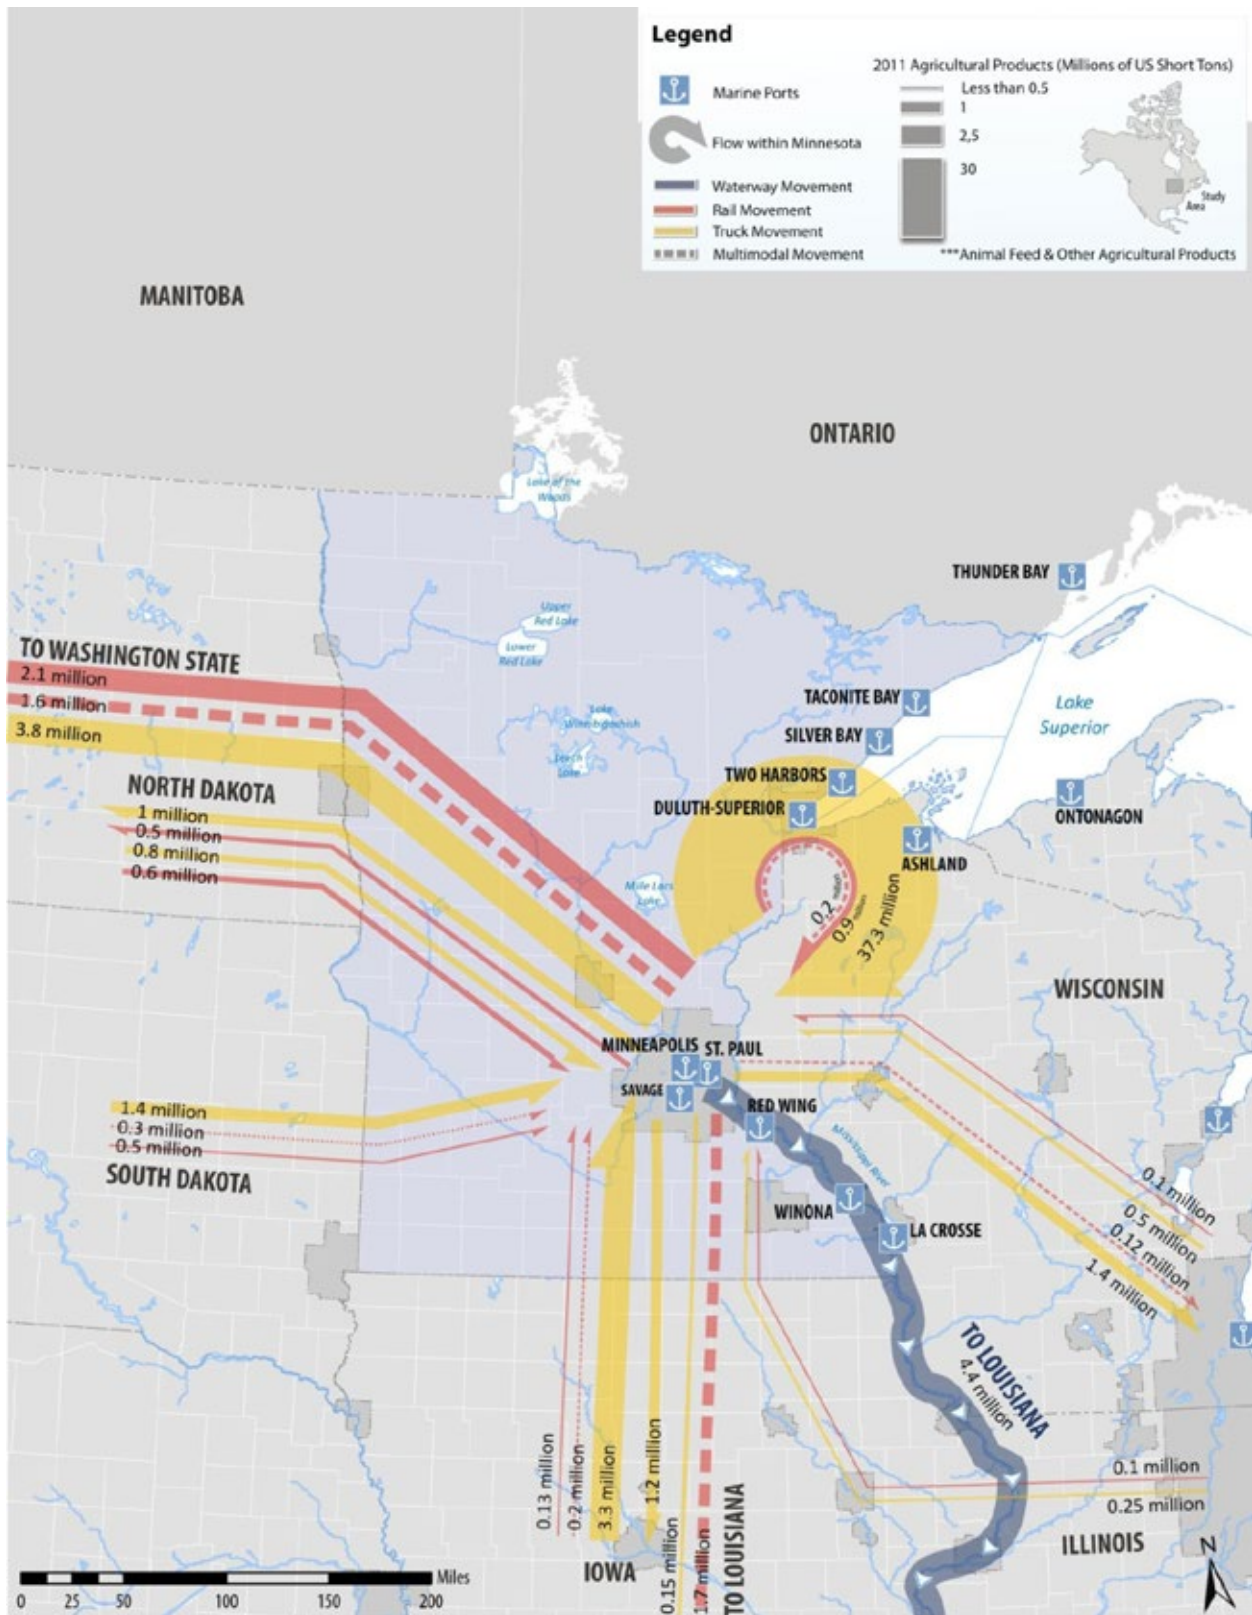 Legend
Marine Ports
Flow within Minnesota
Waterway Movement
Rail Movement
Truck Movement
Multimodal Movement
2011 Agricultural Products (Millions of US Short Tons)
Less than 0.5
1
2,5
30
Study
Area
***Animal Feed & Other Agricultural Products
MANITOBA
ONTARIO
Lake of the
Woods
THUNDER BAY
Upper
Red Lake
Lower
Red Lake
TO WASHINGTON STATE
2.1 million
1.6 million
3.8 million
Lake
Winnibigoshish
Leech
Lake
TACONITE BAY
SILVER BAY
TWO HARBORS
DULUTH-SUPERIOR
Lake
Superior
ONTONAGON
ASHLAND
NORTH DAKOTA
1 million
0.5 million
0.8 million
0.6 million
Mille Lacs
Lake
0.2 million
0.9 million
37.3 million
WISCONSIN
MINNEAPOLIS
ST. PAUL
SAVAGE
RED WING
Mississippi River
1.4 million
0.3 million
0.5 million
SOUTH DAKOTA
WINONA
LA CROSSE
0.1 million
0.5 million
0.12 million
1.4 million
TO LOUISIANA
4.4 million
0.13 million
0.2 million
3.3 million
1.2 million
0.15 million
1.7 million
TO LOUISIANA
0.1 million
0.25 million
IOWA
ILLINOIS
N
Miles
0 25 50 100 150 200